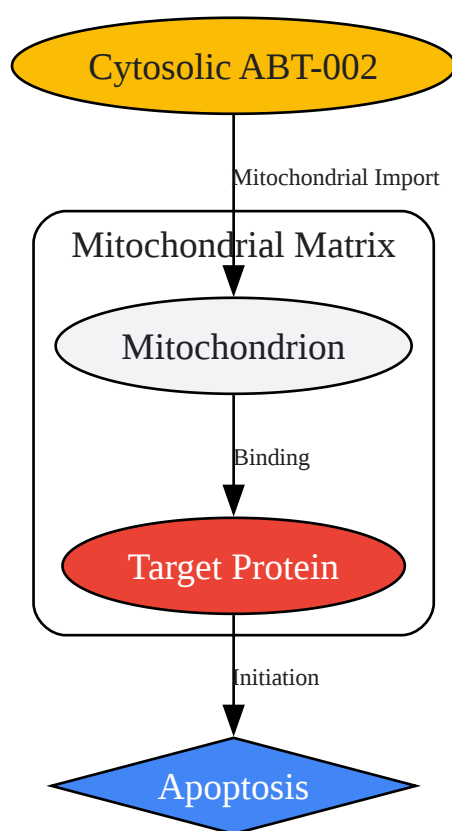 Cytosolic ABT-002
Mitochondrial Import
Mitochondrial Matrix
Mitochondrion
Binding
Target Protein
Initiation
Apoptosis